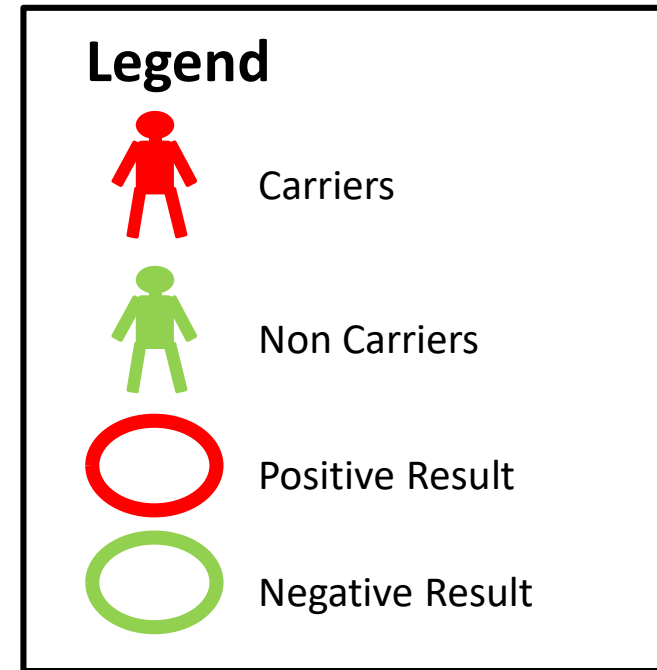 Legend
Carriers
Non Carriers
Positive Result
Negative Result